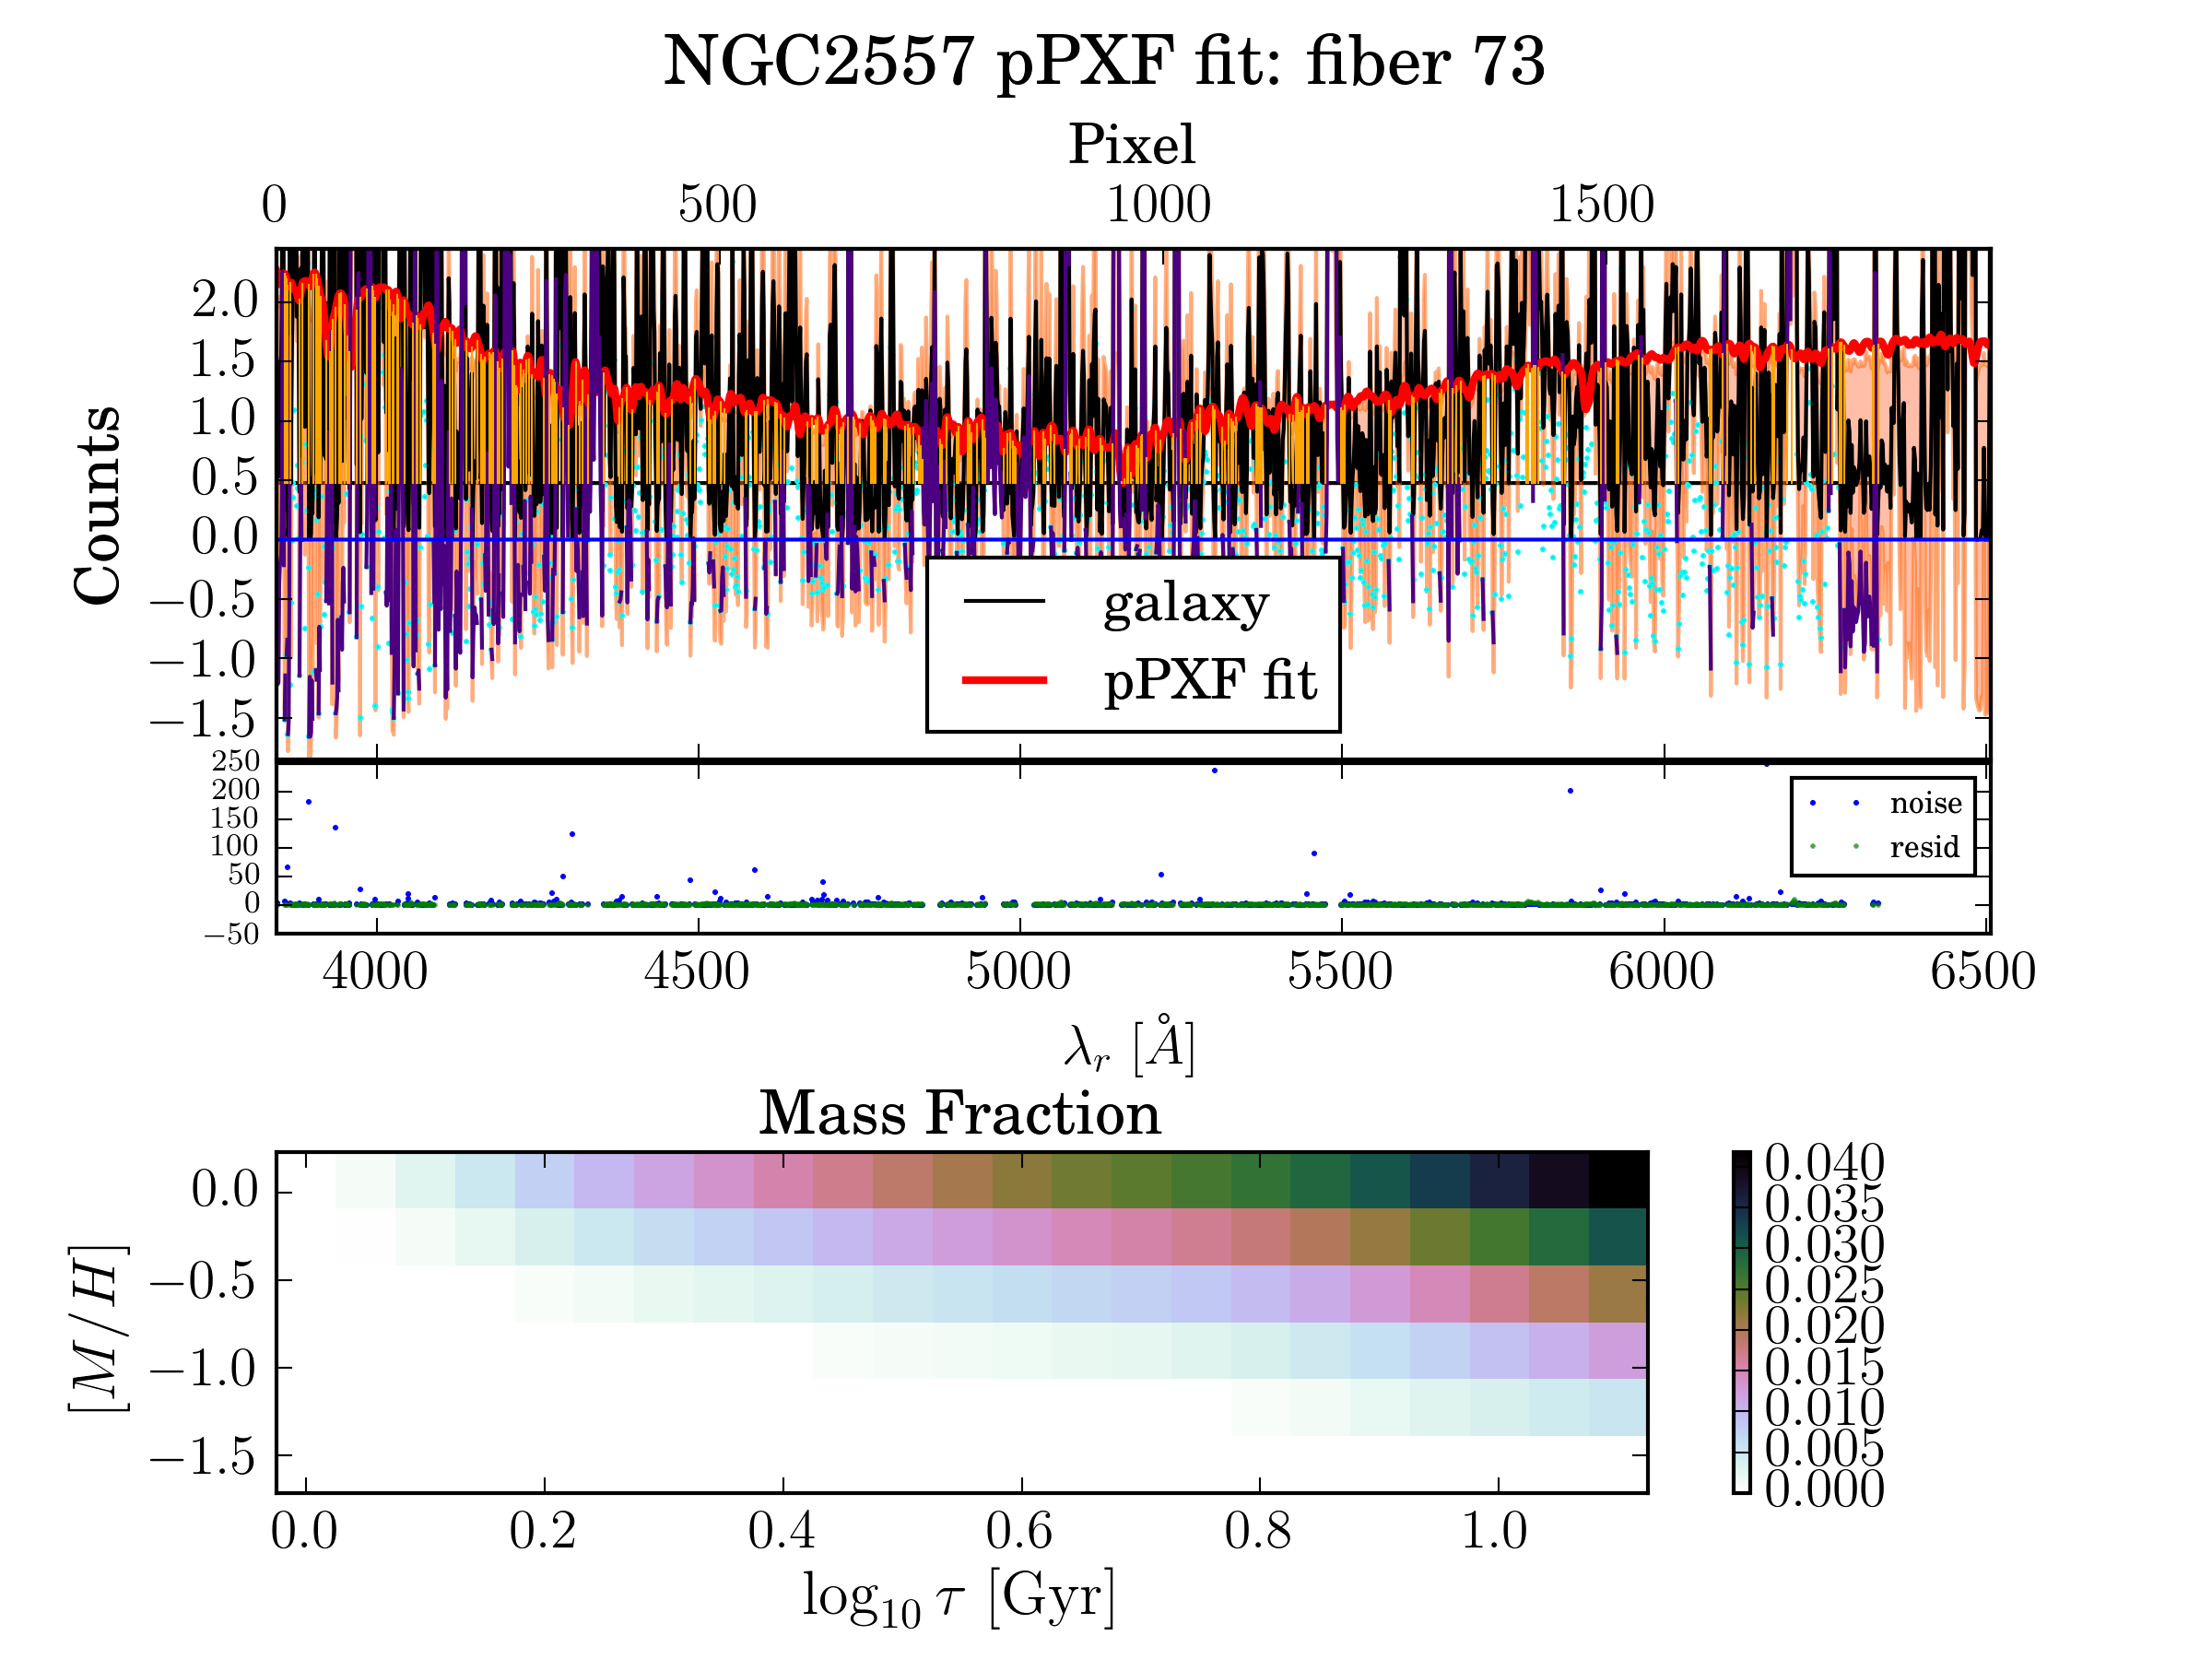 NGC2557 pPXF fit: fiber 73
Pixel
0 500 1000 1500
Counts
2.0
1.5
1.0
0.5
0.0
−0.5
−1.0
−1.5
galaxy
pPXF fit
250
200
150
100
50
0
−50
noise
resid
4000 4500 5000 5500 6000 6500
λr [Å]
Mass Fraction
[M/H]
0.0
−0.5
−1.0
−1.5
0.0 0.2 0.4 0.6 0.8 1.0
log10 τ [Gyr]
0.040
0.035
0.030
0.025
0.020
0.015
0.010
0.005
0.000